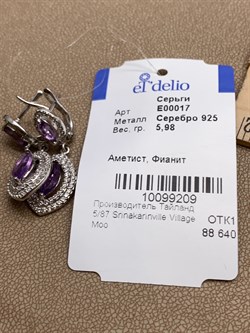 el delio
Серьги
Арт E00017
Металл Серебро 925
Вес, гр. 5,98
Аметист, Фианит
10099209
Производитель Тайланд
5/87 Srinakarinville Village
Moo
ОТК1
88 640